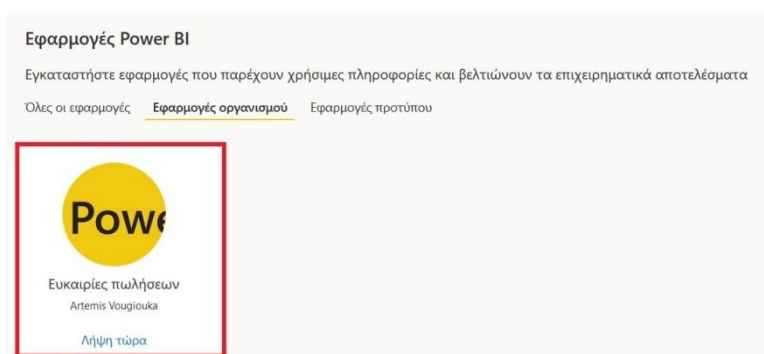 Εφαρμογές Power BI
Εγκαταστήστε εφαρμογές που παρέχουν χρήσιμες πληροφορίες και βελτιώνουν τα επιχειρηματικά αποτελέσματα
Όλες οι εφαρμογές Εφαρμογές οργανισμού Εφαρμογές προτύπου
Powe
Ευκαιρίες πωλήσεων
Artemis Vougiouka
Λήψη τώρα